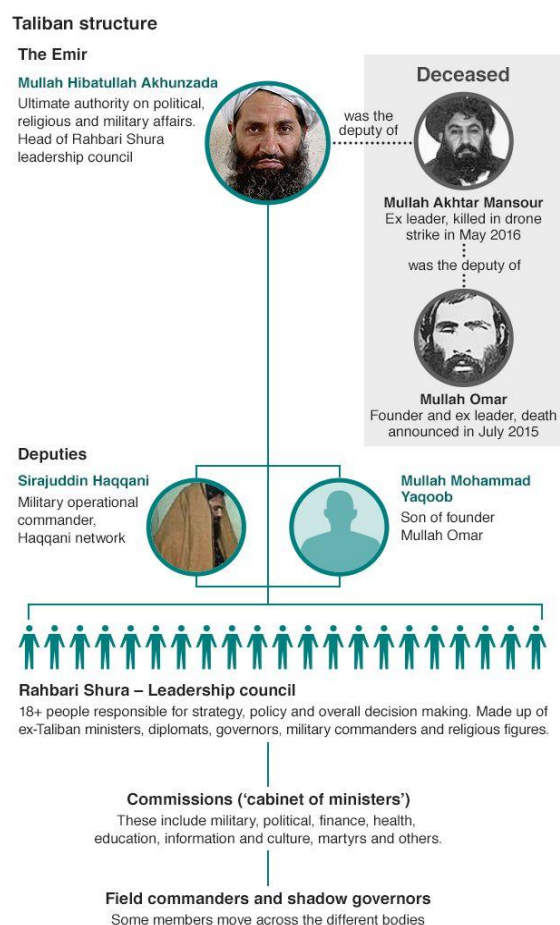 Taliban structure
The Emir
Mullah Hibatullah Akhunzada
Ultimate authority on political,
religious and military affairs.
Head of Rahbari Shura
leadership council
was the
deputy of
Deceased
Mullah Akhtar Mansour
Ex leader, killed in drone
strike in May 2016
was the deputy of
Mullah Omar
Founder and ex leader, death
announced in July 2015
Deputies
Sirajuddin Haqqani
Military operational
commander,
Haqqani network
Mullah Mohammad
Yaqoob
Son of founder
Mullah Omar
Rahbari Shura – Leadership council
18+ people responsible for strategy, policy and overall decision making. Made up of
ex-Taliban ministers, diplomats, governors, military commanders and religious figures.
Commissions (‘cabinet of ministers’)
These include military, political, finance, health,
education, information and culture, martyrs and others.
Field commanders and shadow governors
Some members move across the different bodies